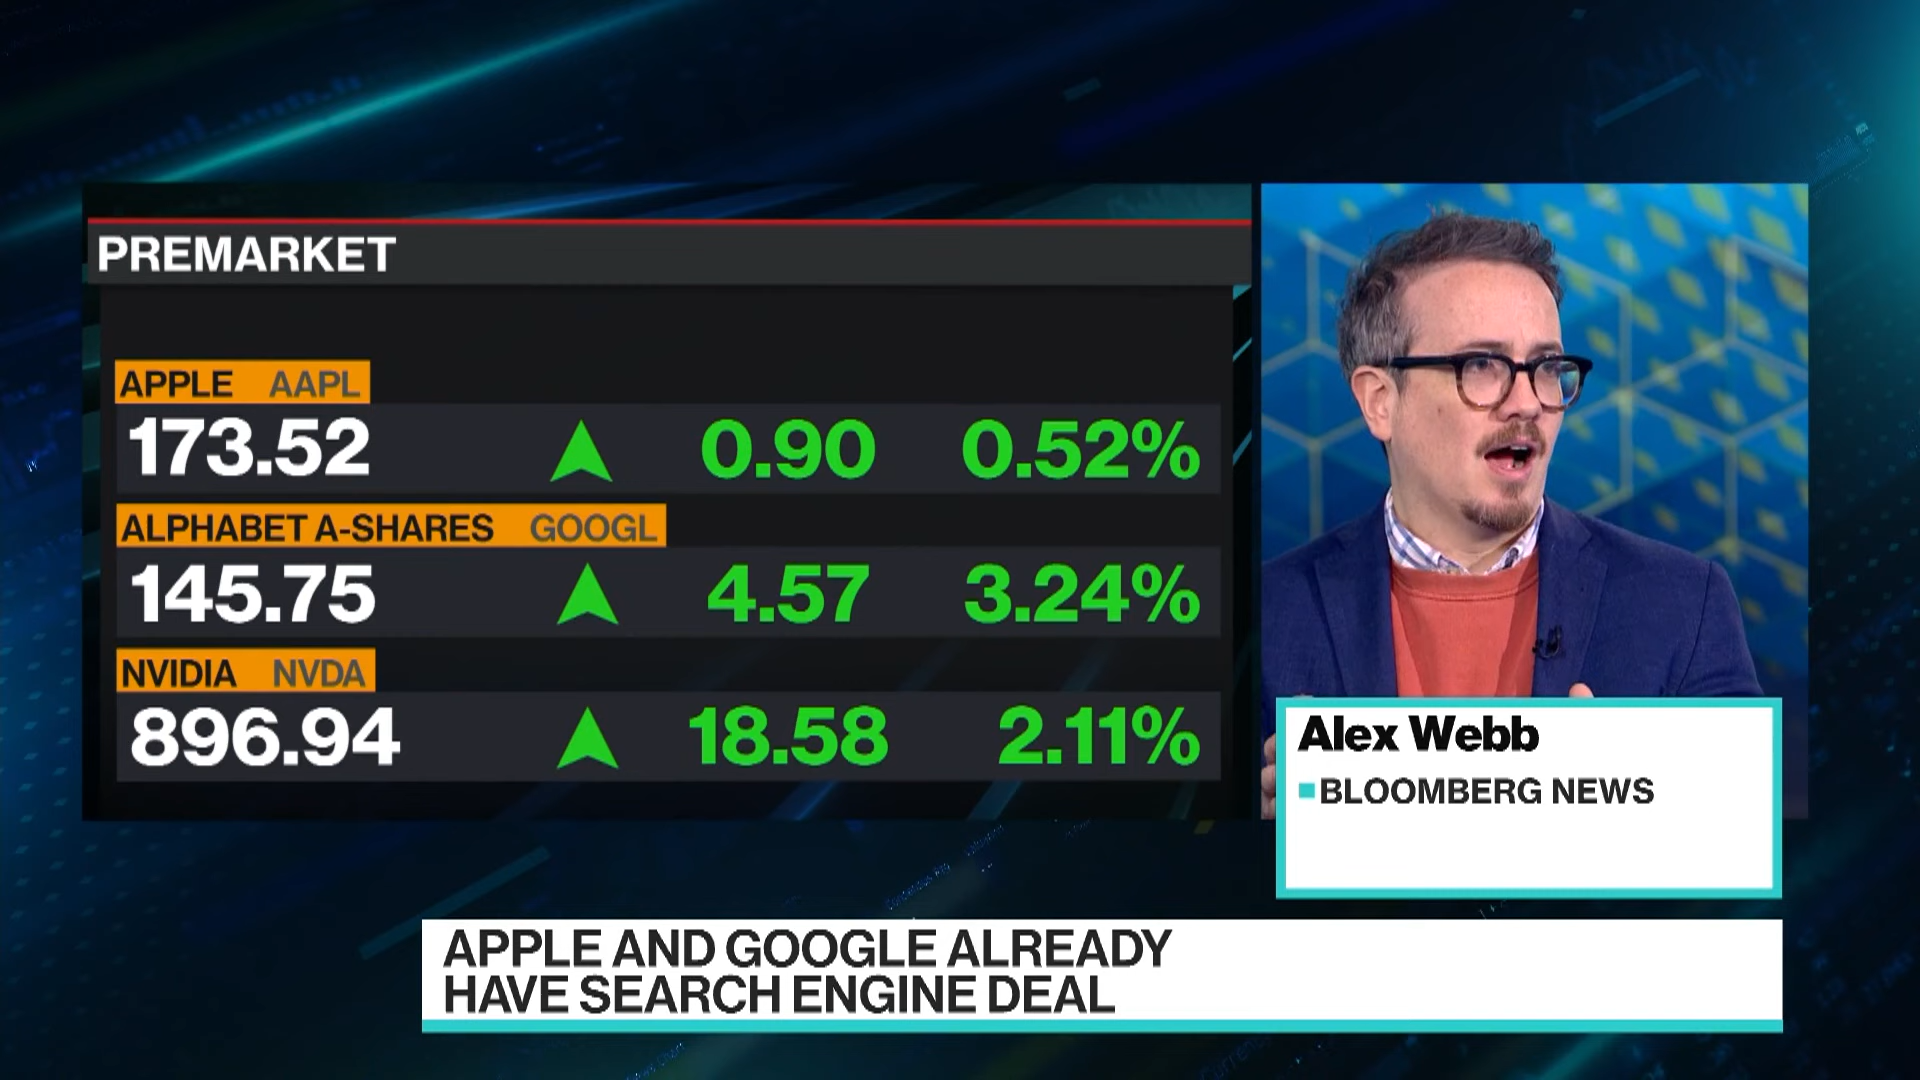 PREMARKET
APPLE AAPL
173.52 0.90 0.52%
ALPHABET A-SHARES GOOGL
145.75 4.57 3.24%
NVIDIA NVDA
896.94 18.58 2.11%
Alex Webb
BLOOMBERG NEWS
APPLE AND GOOGLE ALREADY
HAVE SEARCH ENGINE DEAL